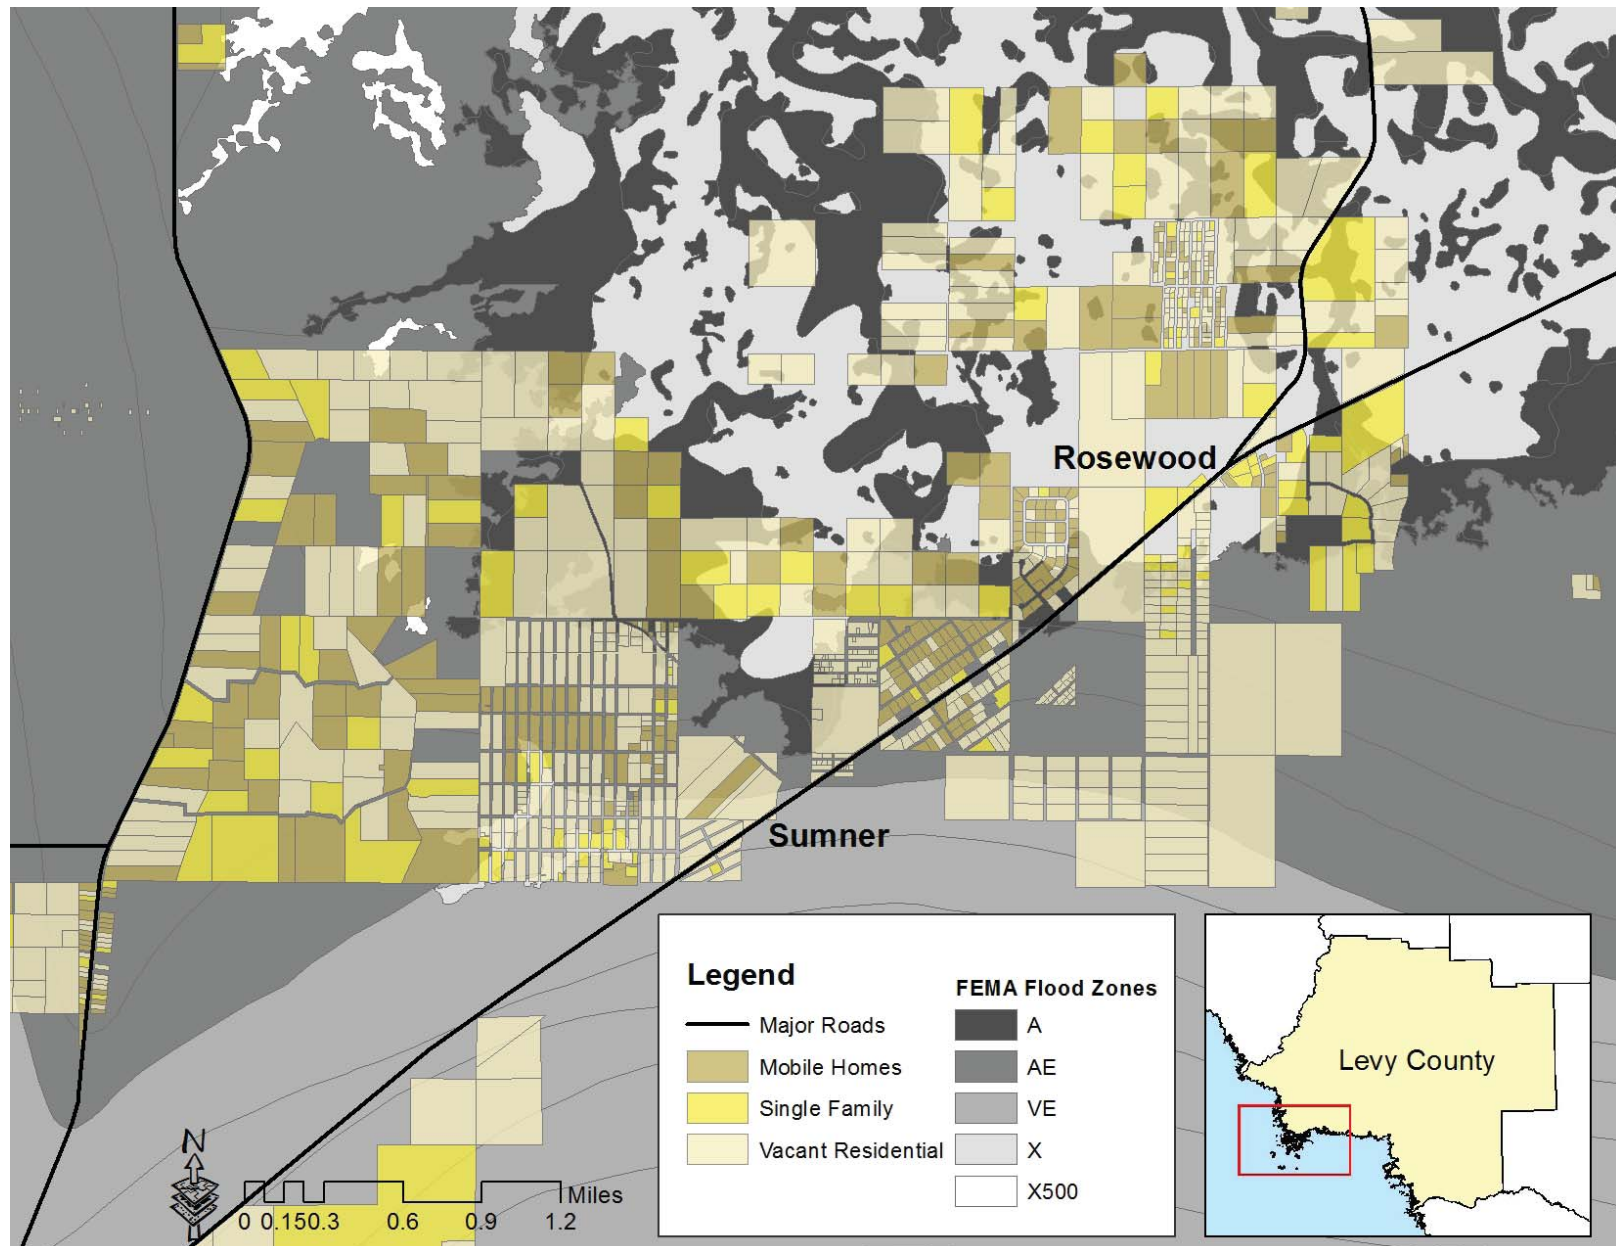 Rosewood
Sumner
Legend
Major Roads
Mobile Homes
Single Family
Vacant Residential
FEMA Flood Zones
A
AE
VE
X
X500
Levy County
N
Miles
0 0.150.3 0.6 0.9 1.2